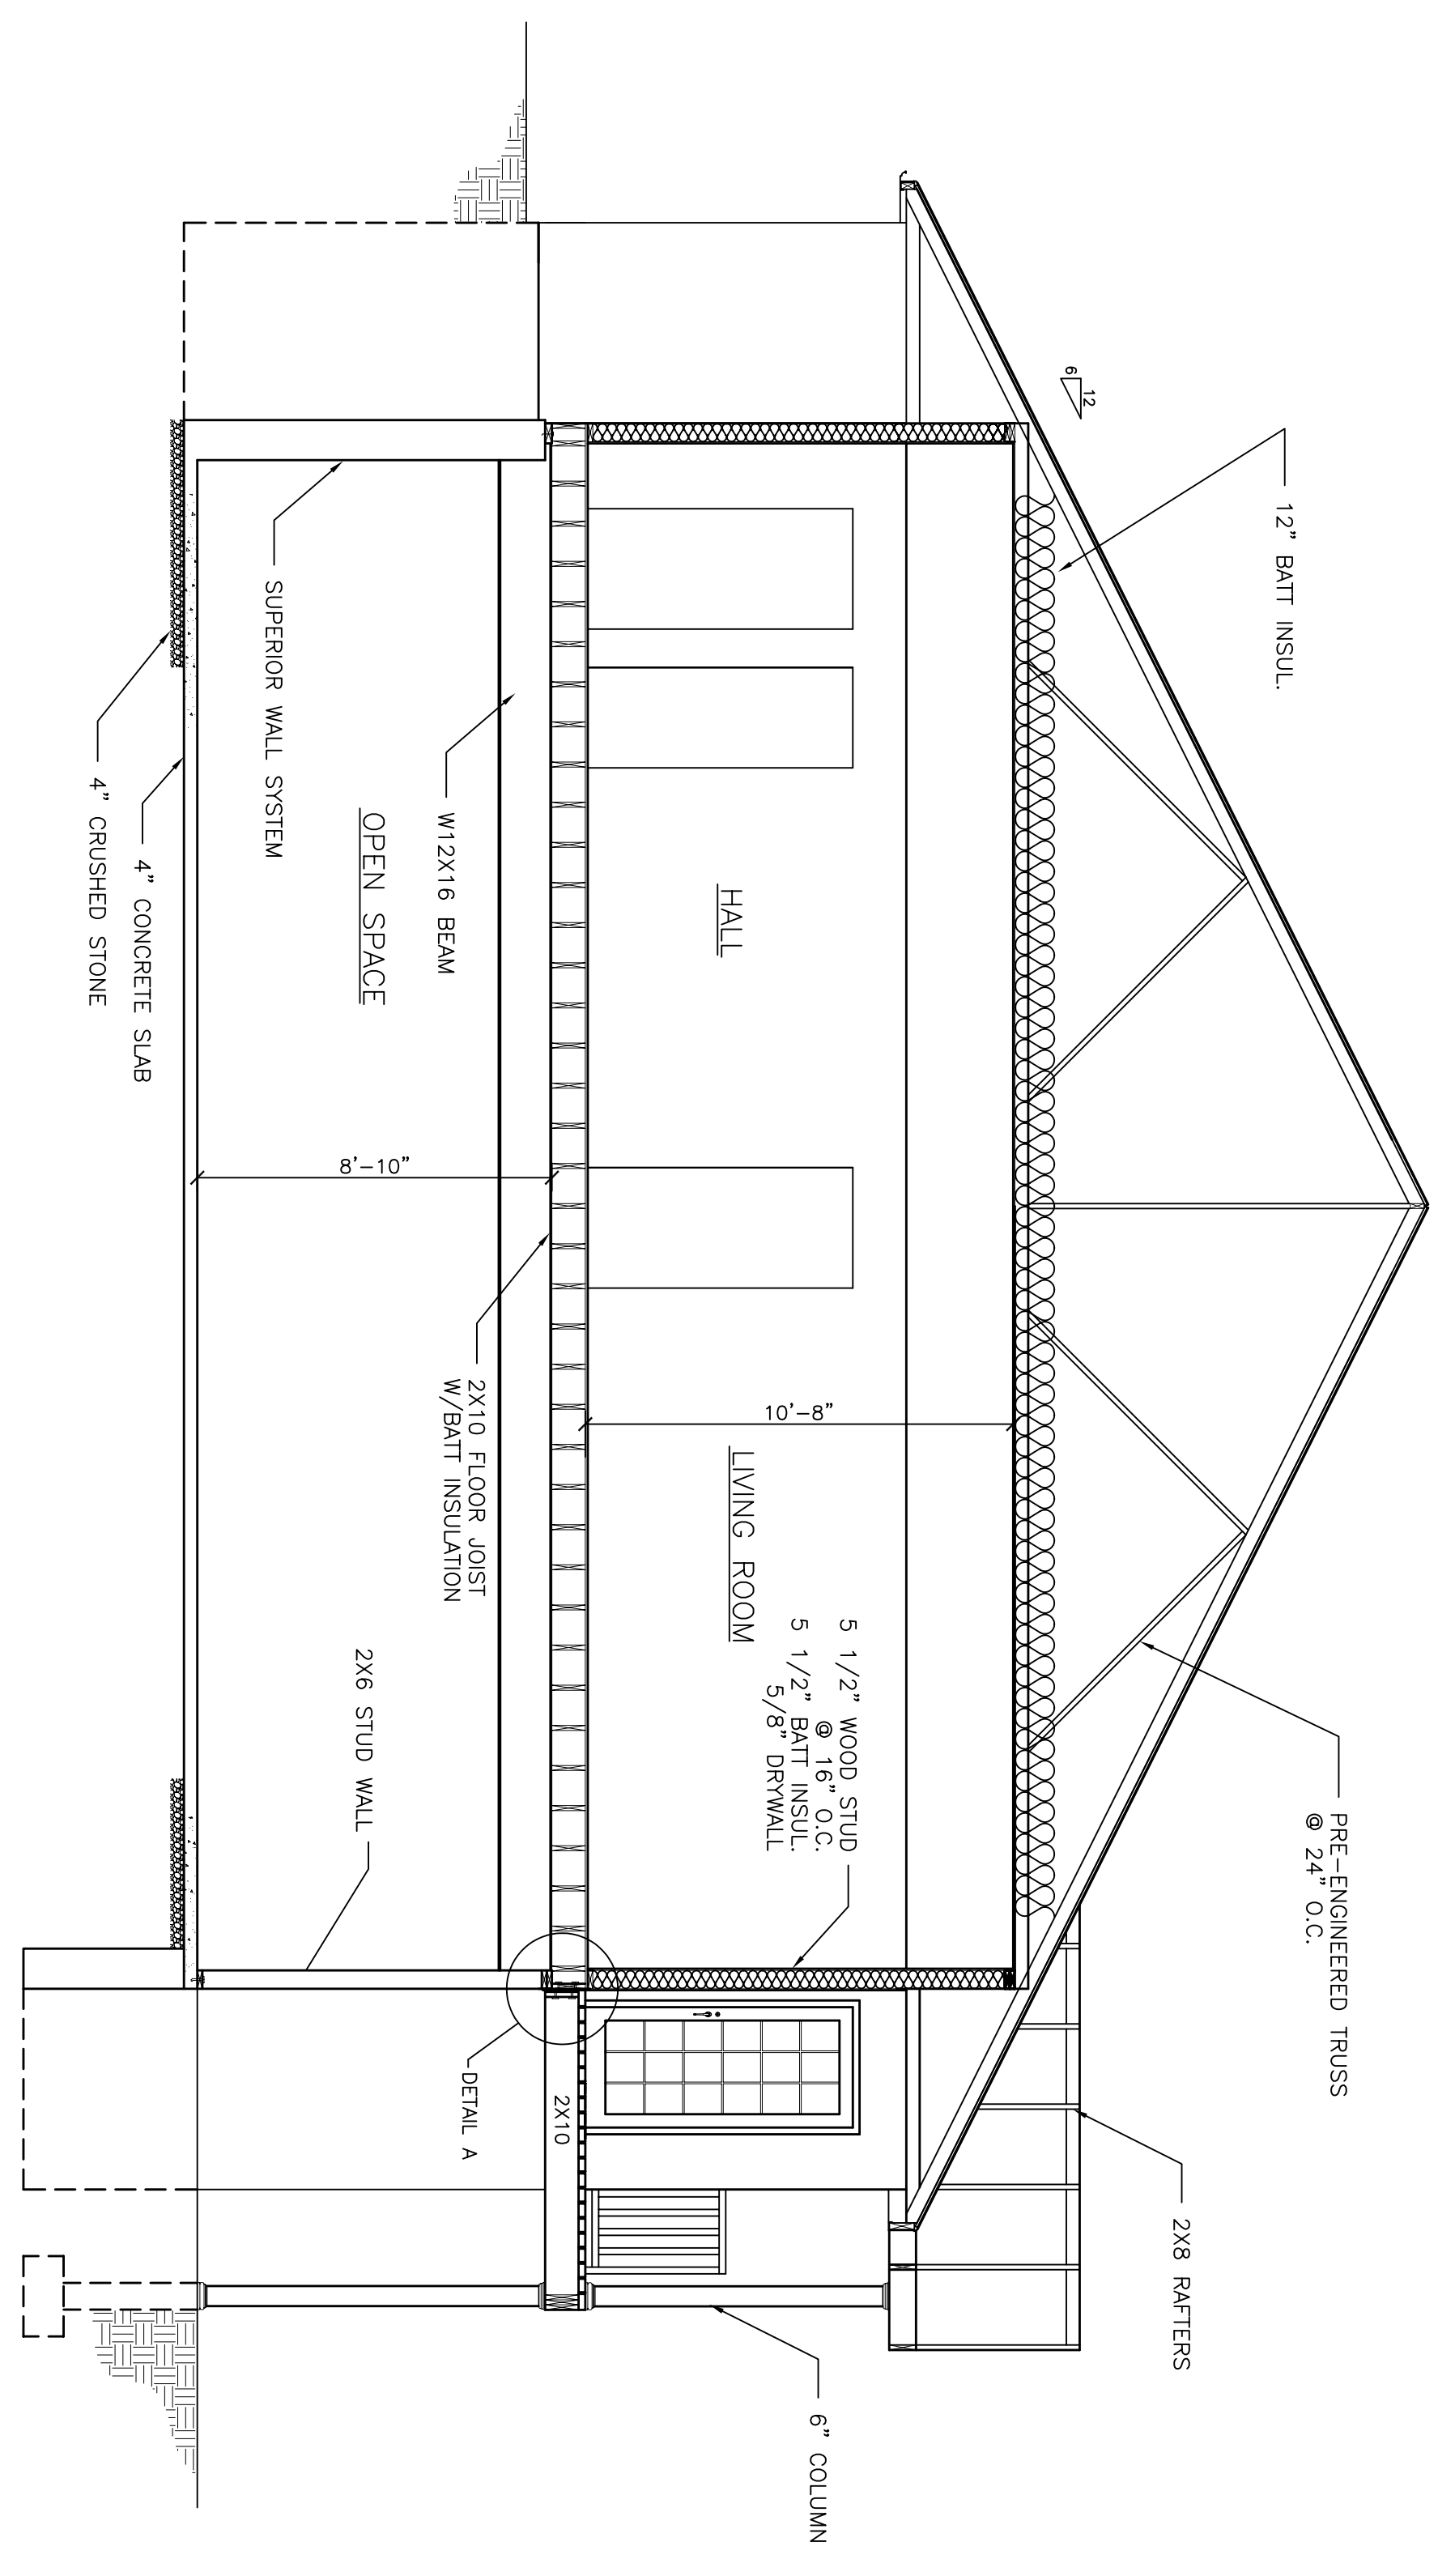 6
12
12" BATT INSUL.
PRE-ENGINEERED TRUSS
@ 24" O.C.
2X8 RAFTERS
HALL
LIVING ROOM
10'-8"
5 1/2" WOOD STUD
@ 16" O.C.
5 1/2" BATT INSUL.
5/8" DRYWALL
6" COLUMN
2X10
DETAIL A
W12X16 BEAM
2X10 FLOOR JOIST
W/BATT INSULATION
OPEN SPACE
8'-10"
2X6 STUD WALL
SUPERIOR WALL SYSTEM
4" CONCRETE SLAB
4" CRUSHED STONE